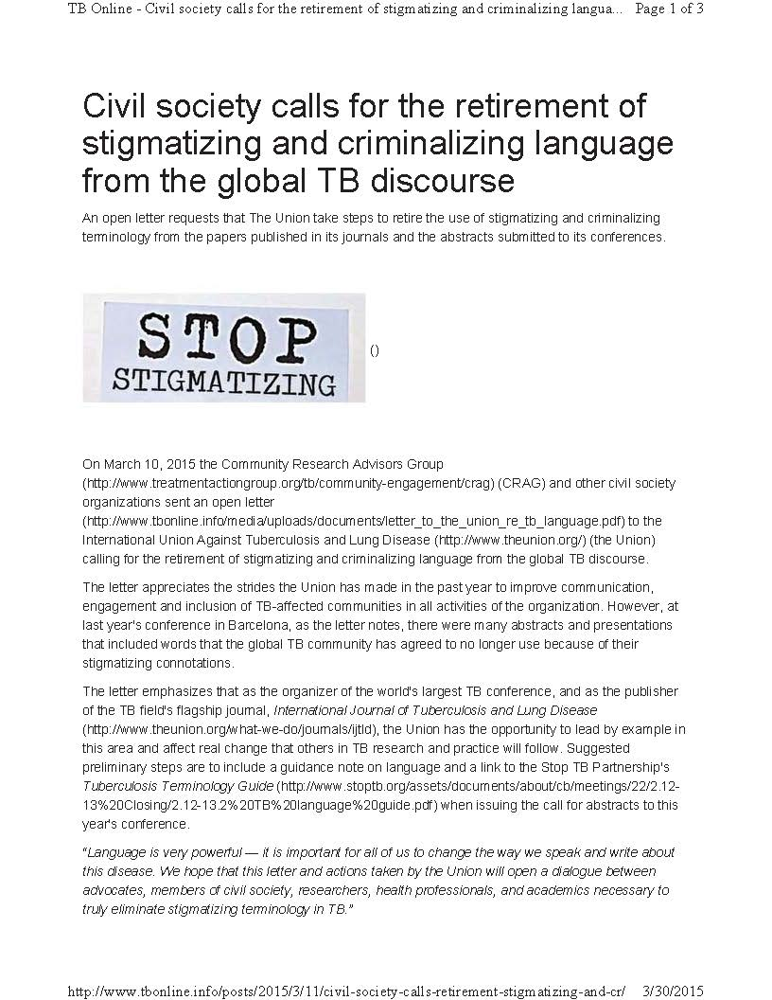 TB Online - Civil society calls for the retirement of stigmatizing and criminalizing langua... Page 1 of 3
Civil society calls for the retirement of
stigmatizing and criminalizing language
from the global TB discourse
An open letter requests that The Union take steps to retire the use of stigmatizing and criminalizing
terminology from the papers published in its journals and the abstracts submitted to its conferences.
STOP
STIGMATIZING
()
On March 10, 2015 the Community Research Advisors Group
(http://www.treatmentactiongroup.org/tb/community-engagement/crag) (CRAG) and other civil society
organizations sent an open letter
(http://www.tbonline.info/media/uploads/documents/letter_to_the_union_re_tb_language.pdf) to the
International Union Against Tuberculosis and Lung Disease (http://www.theunion.org/) (the Union)
calling for the retirement of stigmatizing and criminalizing language from the global TB discourse.
The letter appreciates the strides the Union has made in the past year to improve communication,
engagement and inclusion of TB-affected communities in all activities of the organization. However, at
last year's conference in Barcelona, as the letter notes, there were many abstracts and presentations
that included words that the global TB community has agreed to no longer use because of their
stigmatizing connotations.
The letter emphasizes that as the organizer of the world's largest TB conference, and as the publisher
of the TB field's flagship journal, International Journal of Tuberculosis and Lung Disease
(http://www.theunion.org/what-we-do/journals/ijtld), the Union has the opportunity to lead by example in
this area and affect real change that others in TB research and practice will follow. Suggested
preliminary steps are to include a guidance note on language and a link to the Stop TB Partnership's
Tuberculosis Terminology Guide (http://www.stoptb.org/assets/documents/about/cb/meetings/22/2.12-
13%20Closing/2.12-13.2%20TB%20language%20guide.pdf) when issuing the call for abstracts to this
year's conference.
"Language is very powerful — it is important for all of us to change the way we speak and write about
this disease. We hope that this letter and actions taken by the Union will open a dialogue between
advocates, members of civil society, researchers, health professionals, and academics necessary to
truly eliminate stigmatizing terminology in TB."
http://www.tbonline.info/posts/2015/3/11/civil-society-calls-retirement-stigmatizing-and-cr/ 3/30/2015